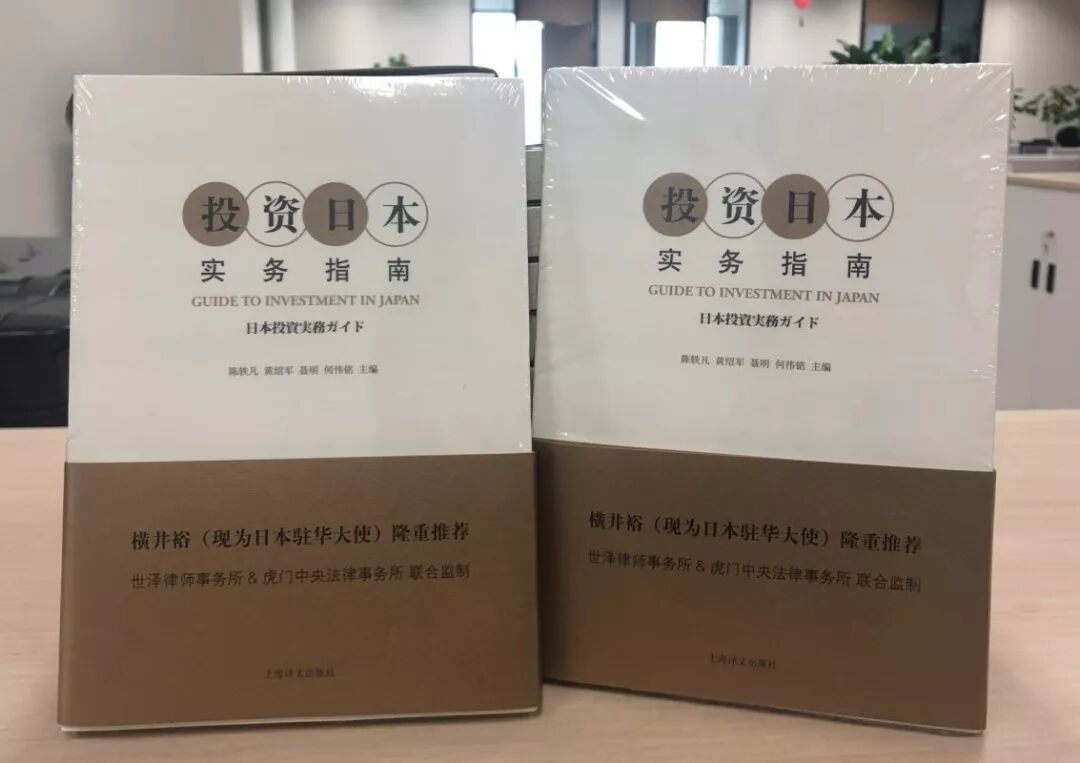 投资日本
实务指南
GUIDE TO INVESTMENT IN JAPAN
日本投資実務ガイド
陈轶凡 黄绍军 聂明 何伟铭 主编
横井裕（现为日本驻华大使）隆重推荐
世泽律师事务所 & 虎门中央法律事务所 联合监制
上海译文出版社
投资日本
实务指南
GUIDE TO INVESTMENT IN JAPAN
日本投資実務ガイド
陈轶凡 黄绍军 聂明 何伟铭 主编
横井裕（现为日本驻华大使）隆重推荐
世泽律师事务所 & 虎门中央法律事务所 联合监制
上海译文出版社